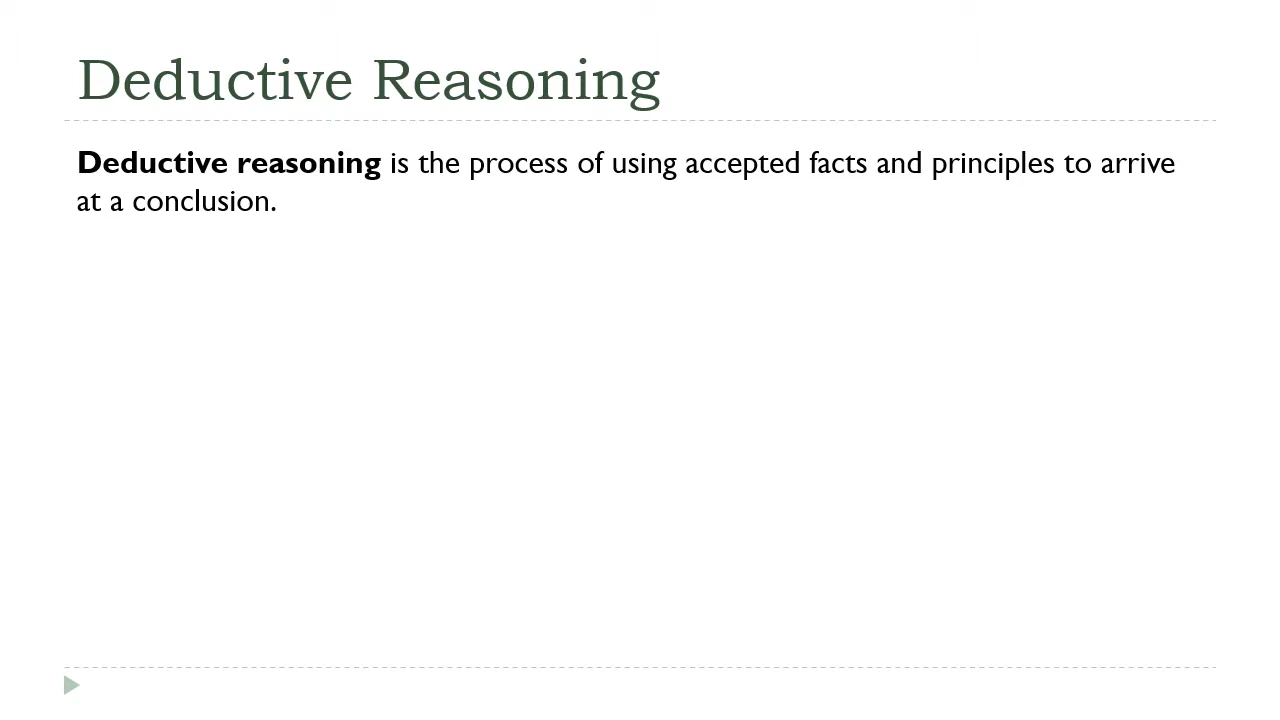 Deductive Reasoning
Deductive reasoning is the process of using accepted facts and principles to arrive
at a conclusion.